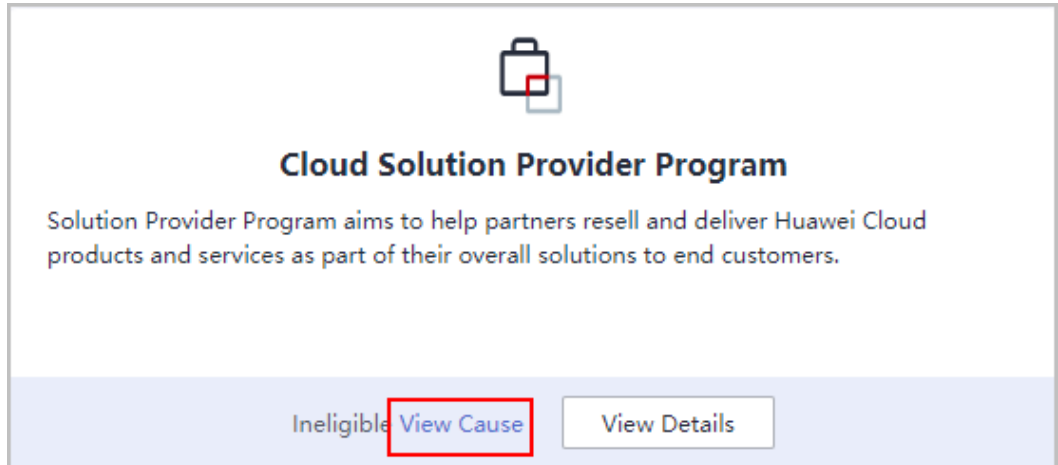 Cloud Solution Provider Program
Solution Provider Program aims to help partners resell and deliver Huawei Cloud
products and services as part of their overall solutions to end customers.
Ineligible View Cause View Details